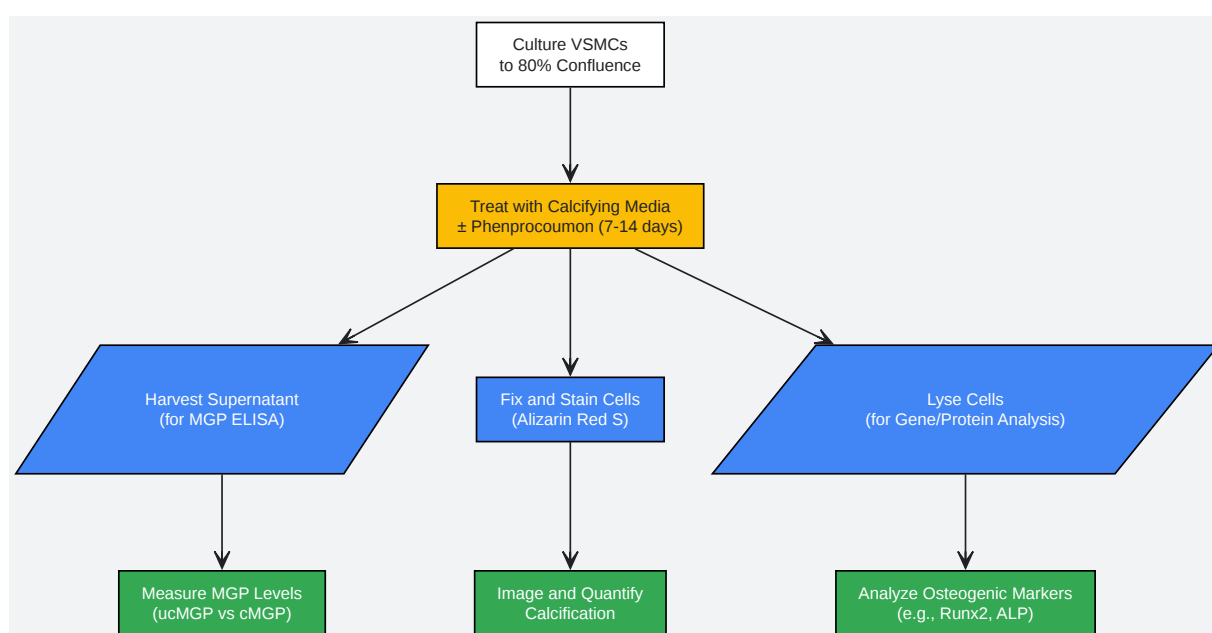 Culture VSMCs
to 80% Confluence
Treat with Calcifying Media
± Phenprocoumon (7-14 days)
Harvest Supernatant
(for MGP ELISA)
Fix and Stain Cells
(Alizarin Red S)
Lyse Cells
(for Gene/Protein Analysis)
Measure MGP Levels
(ucMGP vs cMGP)
Image and Quantify
Calcification
Analyze Osteogenic Markers
(e.g., Runx2, ALP)